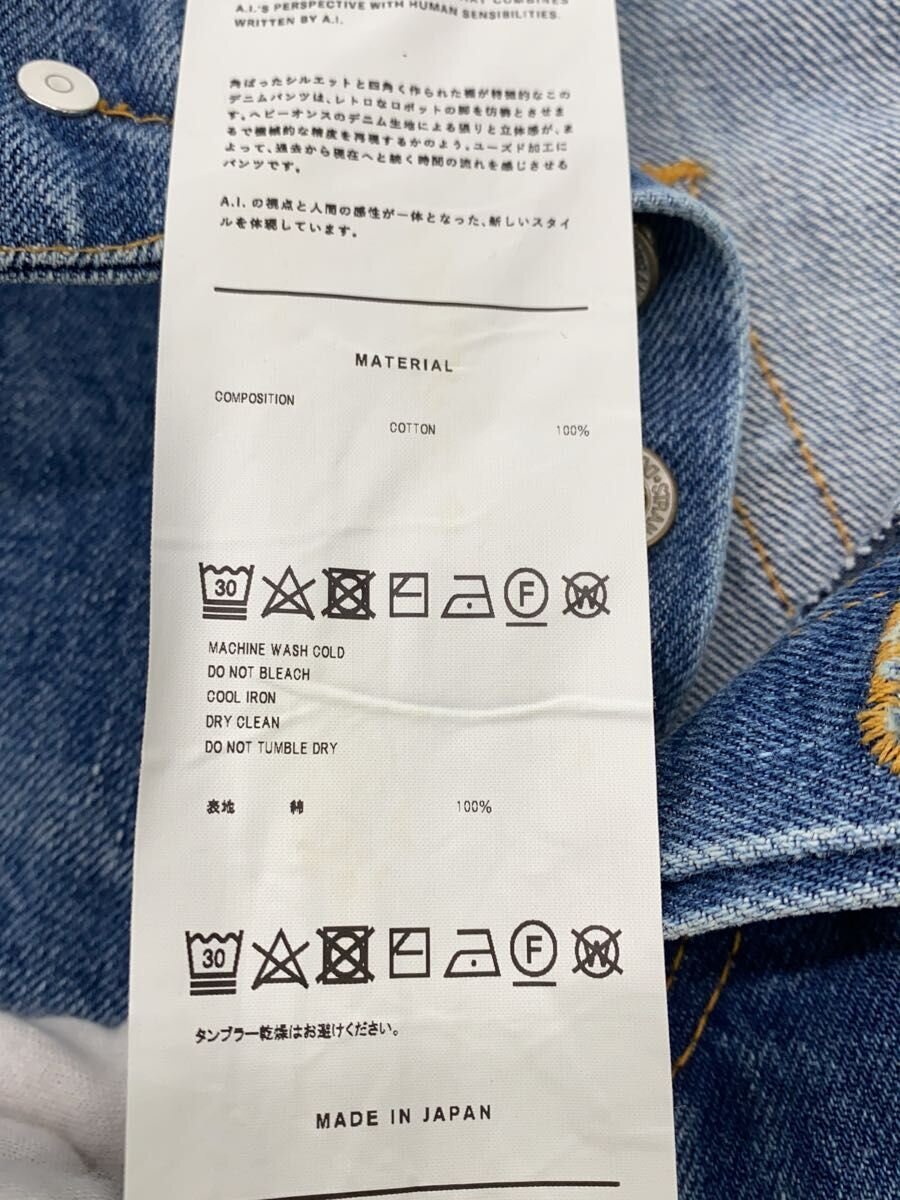 A.I.'S PERSPECTIVE WITH HUMAN SENSIBILITIES.
WRITTEN BY A.I.
角ばったシルエットと四角く作られた裾が特徴的なこの
デニムパンツは、レトロなロボットの脚を彷彿とさせま
す。ヘビーオンスのデニム生地による張りと立体感が、ま
るで機械的な精度を再現するかのよう。ユーズド加工に
よって、過去から現在へと続く時間の流れを感じさせる
パンツです。
A.I. の視点と人間の感性が一体となった、新しいスタイ
ルを体現しています。
MATERIAL
COMPOSITION
COTTON 100%
30 F W
MACHINE WASH COLD
DO NOT BLEACH
COOL IRON
DRY CLEAN
DO NOT TUMBLE DRY
表地 綿 100%
30 F W
タンブラー乾燥はお避けください。
MADE IN JAPAN